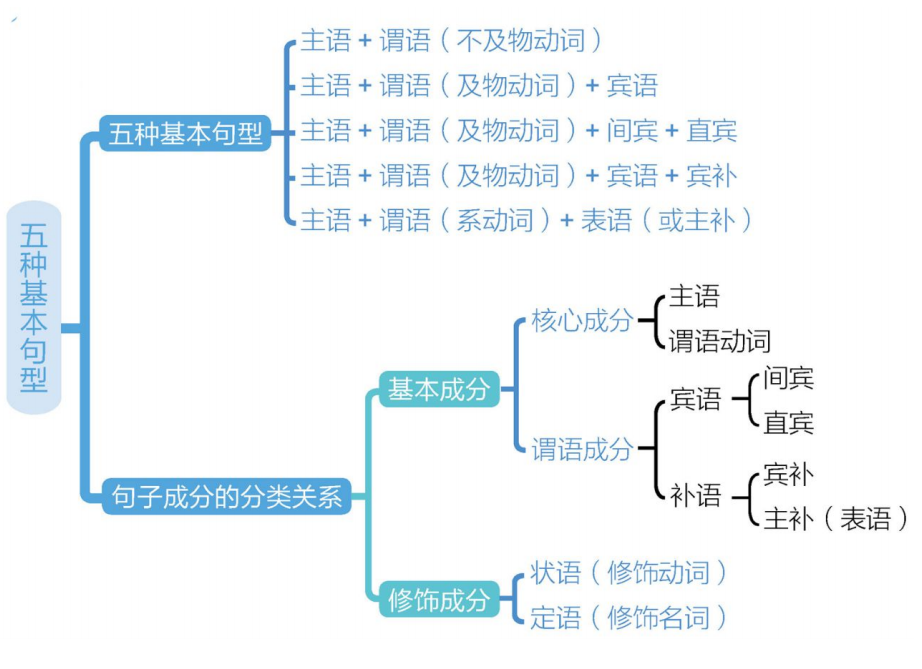 五种基本句型
五种基本句型
主语 + 谓语（不及物动词）
主语 + 谓语（及物动词）+ 宾语
主语 + 谓语（及物动词）+ 间宾 + 直宾
主语 + 谓语（及物动词）+ 宾语 + 宾补
主语 + 谓语（系动词）+ 表语（或主补）
句子成分的分类关系
基本成分
核心成分
主语
谓语动词
谓语成分
宾语
间宾
直宾
补语
宾补
主补（表语）
修饰成分
状语（修饰动词）
定语（修饰名词）